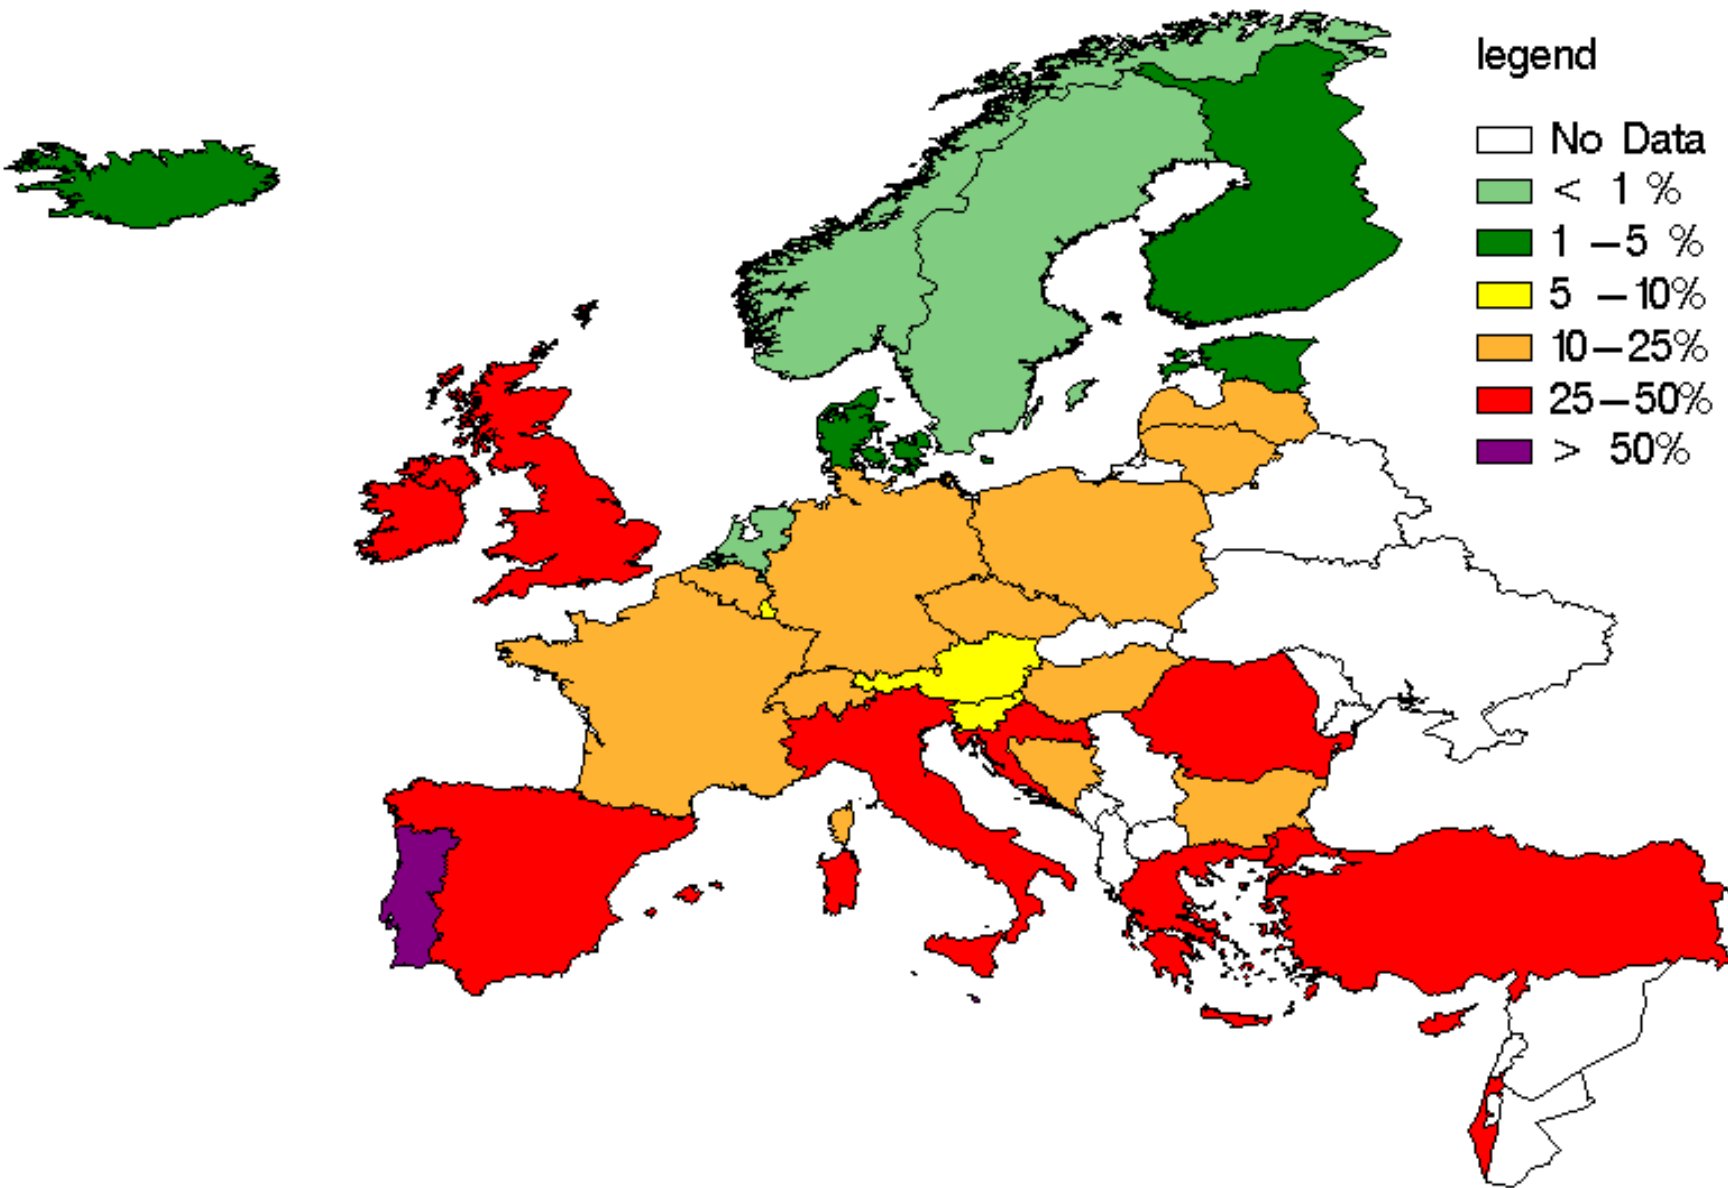 legend
No Data
< 1 %
1 –5 %
5 –10%
10–25%
25–50%
> 50%